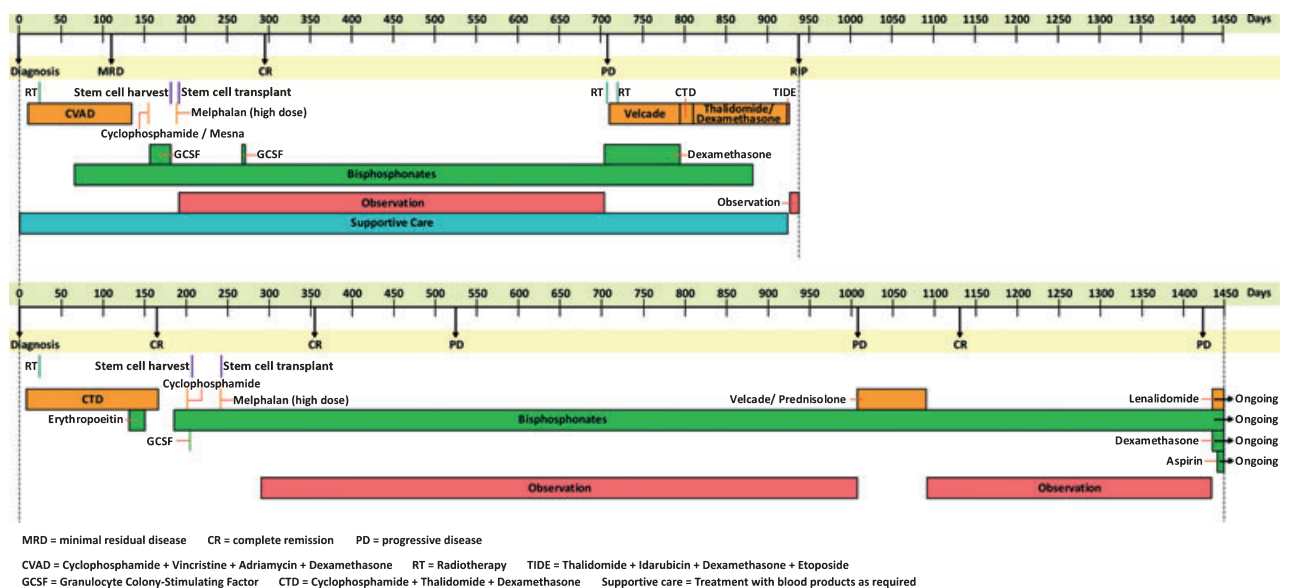 0 50 100 150 200 250 300 350 400 450 500 550 600 650 700 750 800 850 900 950 1000 1050 1100 1150 1200 1250 1300 1350 1400 1450 Days
Diagnosis MRD CR PD RIP
RT Stem cell harvest Stem cell transplant RT RT CTD TIDE
CVAD Melphalan (high dose) Velcade Thalidomide/
Dexamethasone
Cyclophosphamide / Mesna
GCSF GCSF Dexamethasone
Bisphosphonates
Observation Observation
Supportive Care
0 50 100 150 200 250 300 350 400 450 500 550 600 650 700 750 800 850 900 950 1000 1050 1100 1150 1200 1250 1300 1350 1400 1450 Days
Diagnosis CR CR PD PD CR PD
RT Stem cell harvest Stem cell transplant
Cyclophosphamide
CTD Melphalan (high dose) Velcade/ Prednisolone Lenalidomide Ongoing
Erythropoeitin Bisphosphonates Ongoing
GCSF Dexamethasone Ongoing
Aspirin Ongoing
Observation Observation
MRD = minimal residual disease CR = complete remission PD = progressive disease
CVAD = Cyclophosphamide + Vincristine + Adriamycin + Dexamethasone RT = Radiotherapy TIDE = Thalidomide + Idarubicin + Dexamethasone + Etoposide
GCSF = Granulocyte Colony-Stimulating Factor CTD = Cyclophosphamide + Thalidomide + Dexamethasone Supportive care = Treatment with blood products as required